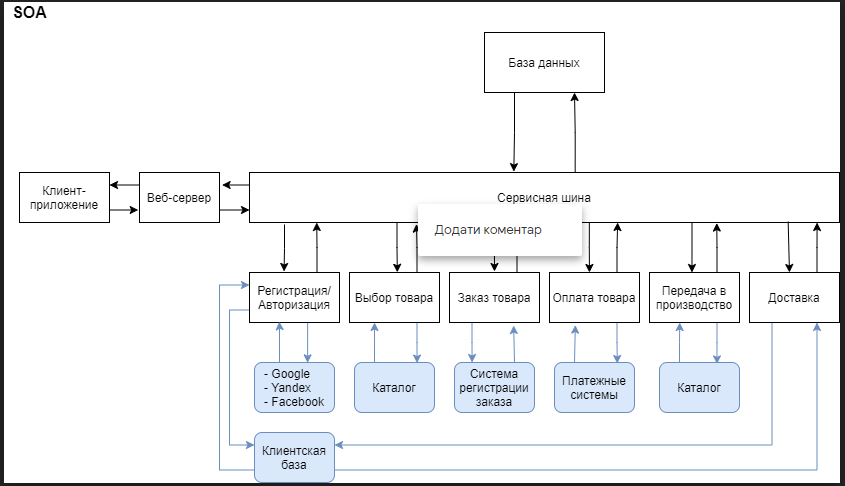 SOA
База данных
Клиент-
приложение
Веб-сервер
Сервисная шина
Додати коментар
Регистрация/
Авторизация
Выбор товара
Заказ товара
Оплата товара
Передача в
производство
Доставка
- Google
- Yandex
- Facebook
Каталог
Система
регистрации
заказа
Платежные
системы
Каталог
Клиентская
база